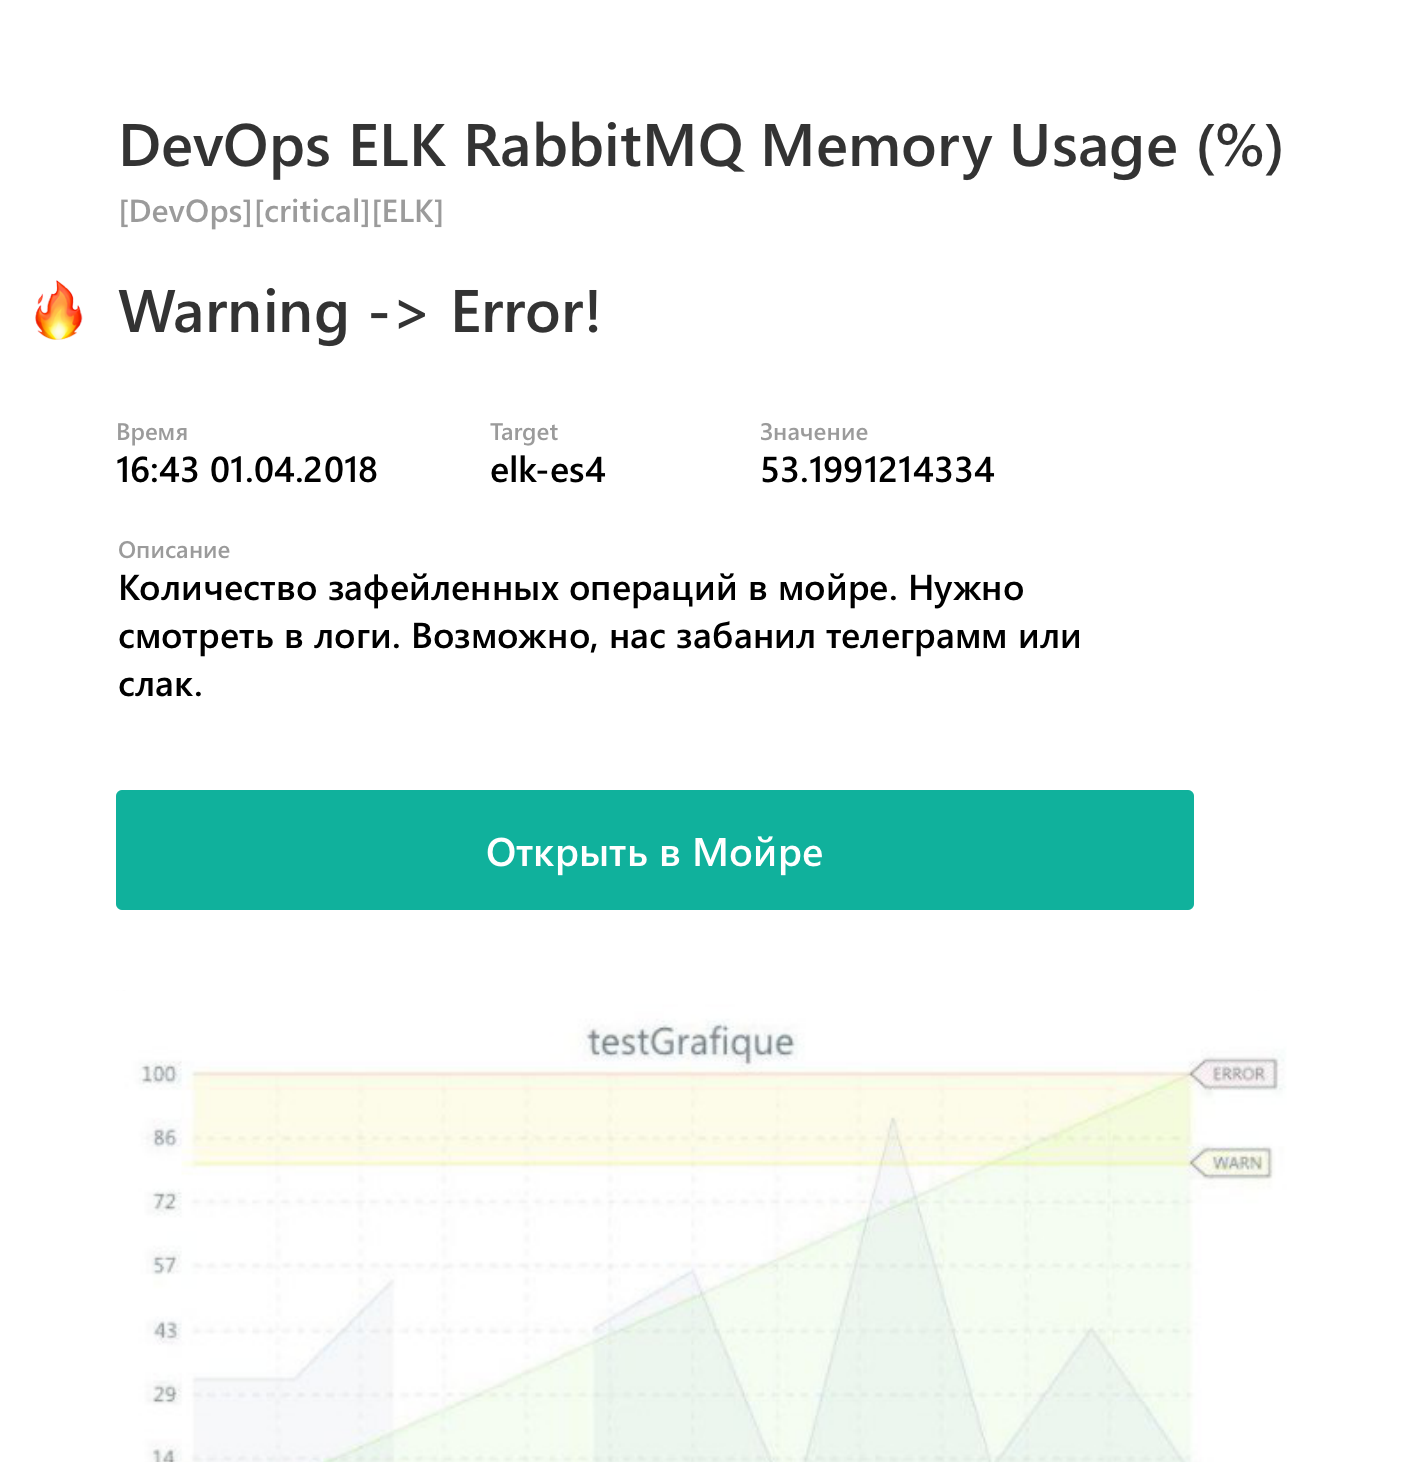 DevOps ELK RabbitMQ Memory Usage (%)
[DevOps][critical][ELK]
Warning -> Error!
Время Target Значение
16:43 01.04.2018 elk-es4 53.1991214334
Описание
Количество зафейленных операций в мойре. Нужно
смотреть в логи. Возможно, нас забанил телеграмм или
слак.
Открыть в Мойре
testGrafique
100 ERROR
86
WARN
72
57
43
29
14